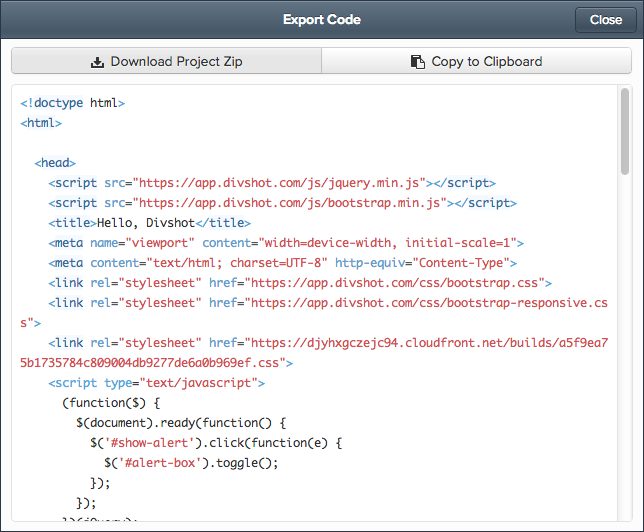 Export Code
Close
Download Project Zip
Copy to Clipboard
<!doctype html>
<html>
<head>
<script src="https://app.divshot.com/js/jquery.min.js"></script>
<script src="https://app.divshot.com/js/bootstrap.min.js"></script>
<title>Hello, Divshot</title>
<meta name="viewport" content="width=device-width, initial-scale=1">
<meta content="text/html; charset=UTF-8" http-equiv="Content-Type">
<link rel="stylesheet" href="https://app.divshot.com/css/bootstrap.css">
<link rel="stylesheet" href="https://app.divshot.com/css/bootstrap-responsive.cs
s">
<link rel="stylesheet" href="https://djyhxgczejc94.cloudfront.net/builds/a5f9ea7
5b1735784c809004db9277de6a0b969ef.css">
<script type="text/javascript">
(function($) {
$(document).ready(function() {
$('#show-alert').click(function(e) {
$('#alert-box').toggle();
});
});
})(jQuery);